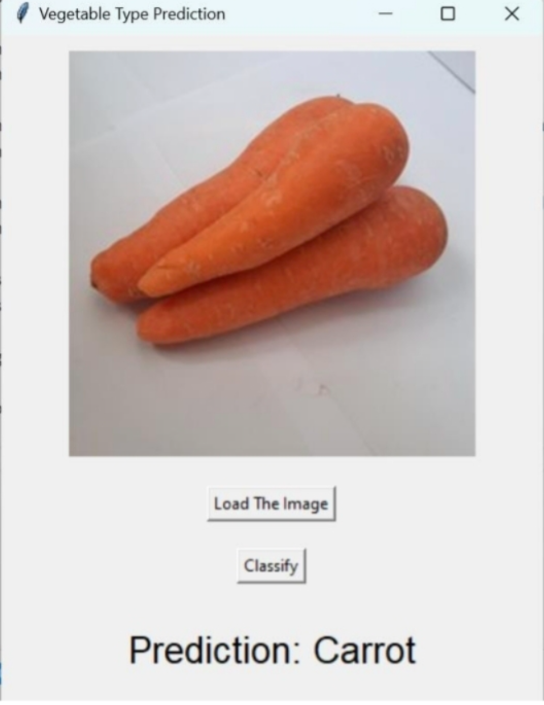 Vegetable Type Prediction
Load The Image
Classify
Prediction: Carrot